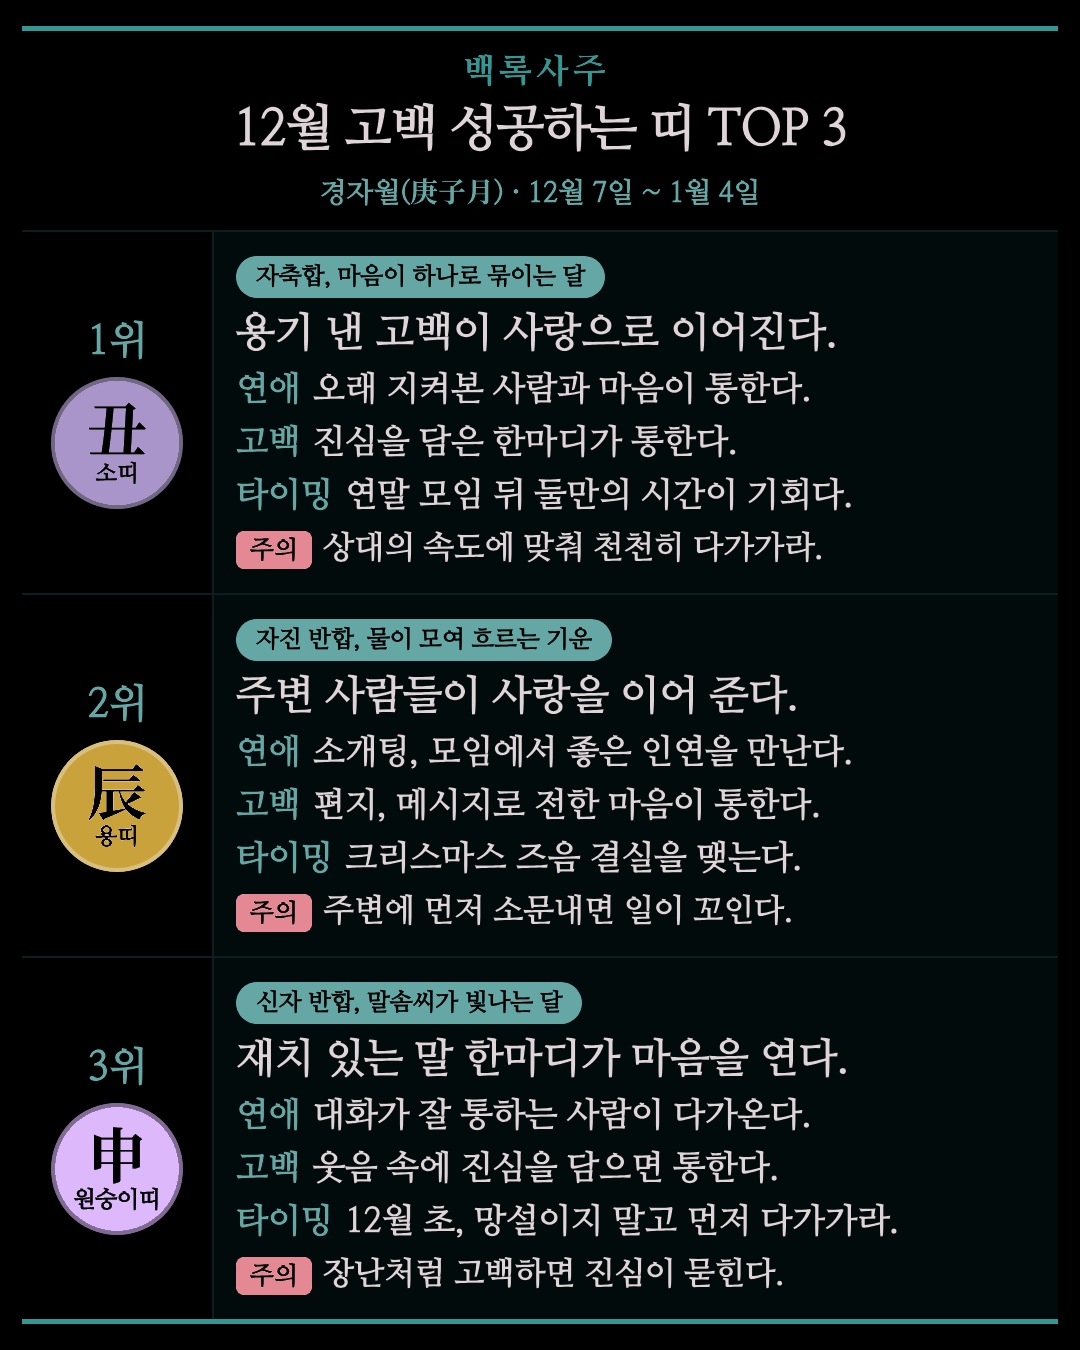 백록사주
12월 고백 성공하는 띠 TOP 3
경자월(庚子月) · 12월 7일 ~ 1월 4일
1위
丑
소띠
자축합, 마음이 하나로 묶이는 달
용기 낸 고백이 사랑으로 이어진다.
연애 오래 지켜본 사람과 마음이 통한다.
고백 진심을 담은 한마디가 통한다.
타이밍 연말 모임 뒤 둘만의 시간이 기회다.
주의 상대의 속도에 맞춰 천천히 다가가라.
2위
辰
용띠
자진 반합, 물이 모여 흐르는 기운
주변 사람들이 사랑을 이어 준다.
연애 소개팅, 모임에서 좋은 인연을 만난다.
고백 편지, 메시지로 전한 마음이 통한다.
타이밍 크리스마스 즈음 결실을 맺는다.
주의 주변에 먼저 소문내면 일이 꼬인다.
3위
申
원숭이띠
신자 반합, 말솜씨가 빛나는 달
재치 있는 말 한마디가 마음을 연다.
연애 대화가 잘 통하는 사람이 다가온다.
고백 웃음 속에 진심을 담으면 통한다.
타이밍 12월 초, 망설이지 말고 먼저 다가가라.
주의 장난처럼 고백하면 진심이 묻힌다.